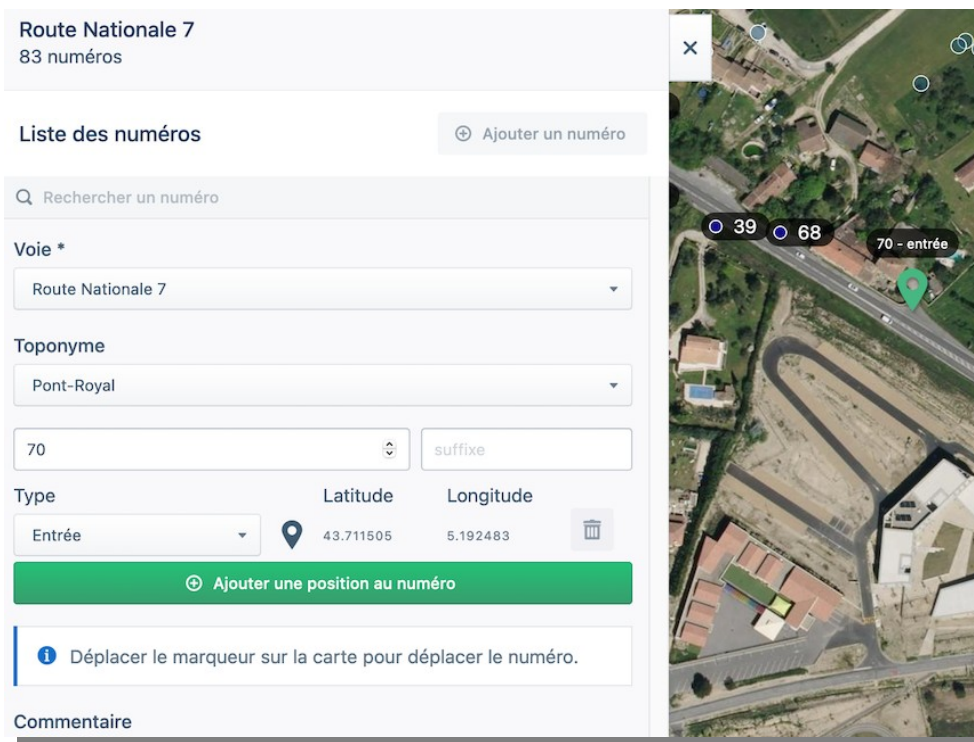 Route Nationale 7
83 numéros
Liste des numéros
Ajouter un numéro
Rechercher un numéro
Voie *
Route Nationale 7
Toponyme
Pont-Royal
70
suffixe
Type
Latitude
Longitude
Entrée
43.711505
5.192483
Ajouter une position au numéro
Déplacer le marqueur sur la carte pour déplacer le numéro.
Commentaire
39
68
70 - entrée